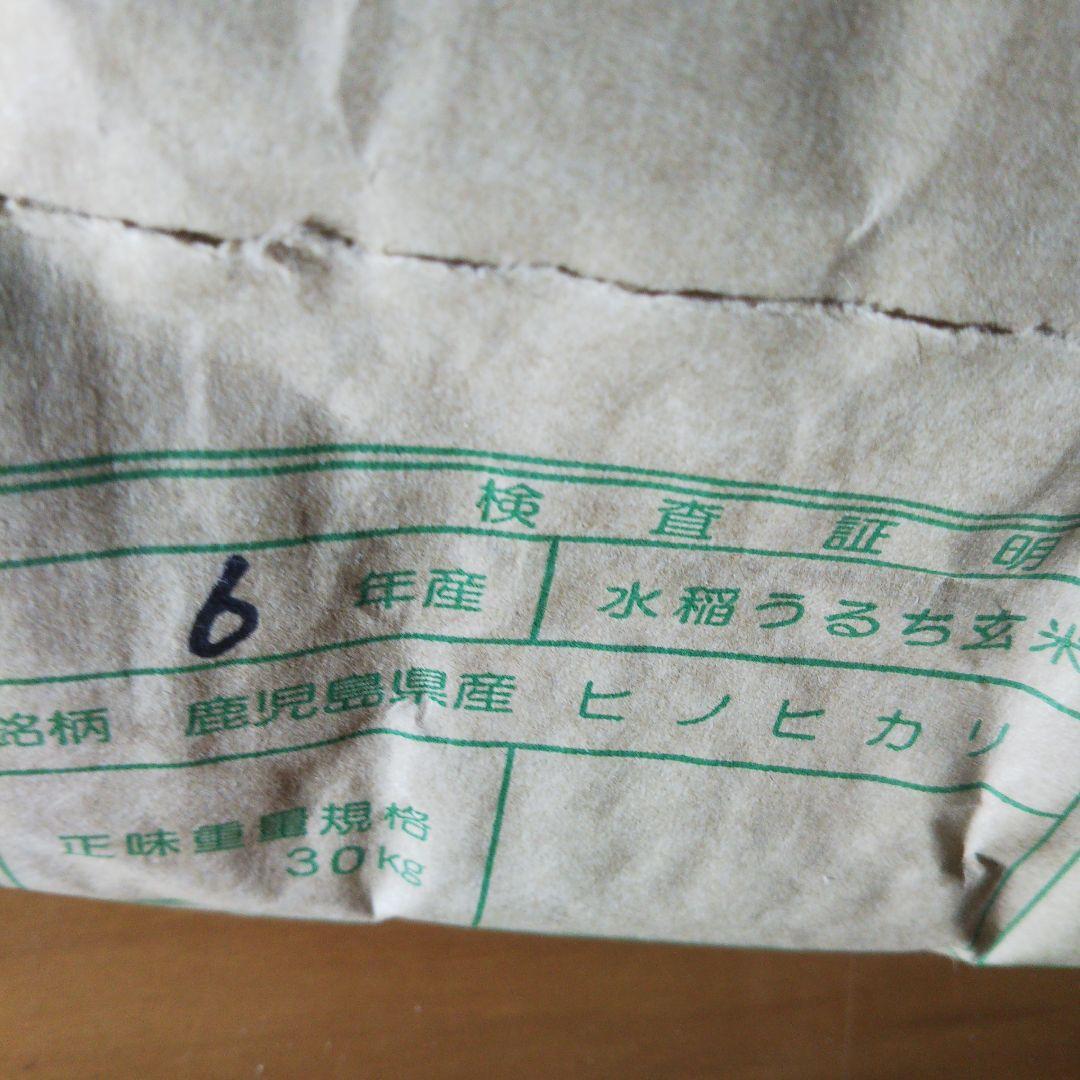 検査証明
6年産 水稲うるち玄米
銘柄 鹿児島県産 ヒノヒカリ
正味重量規格
30kg